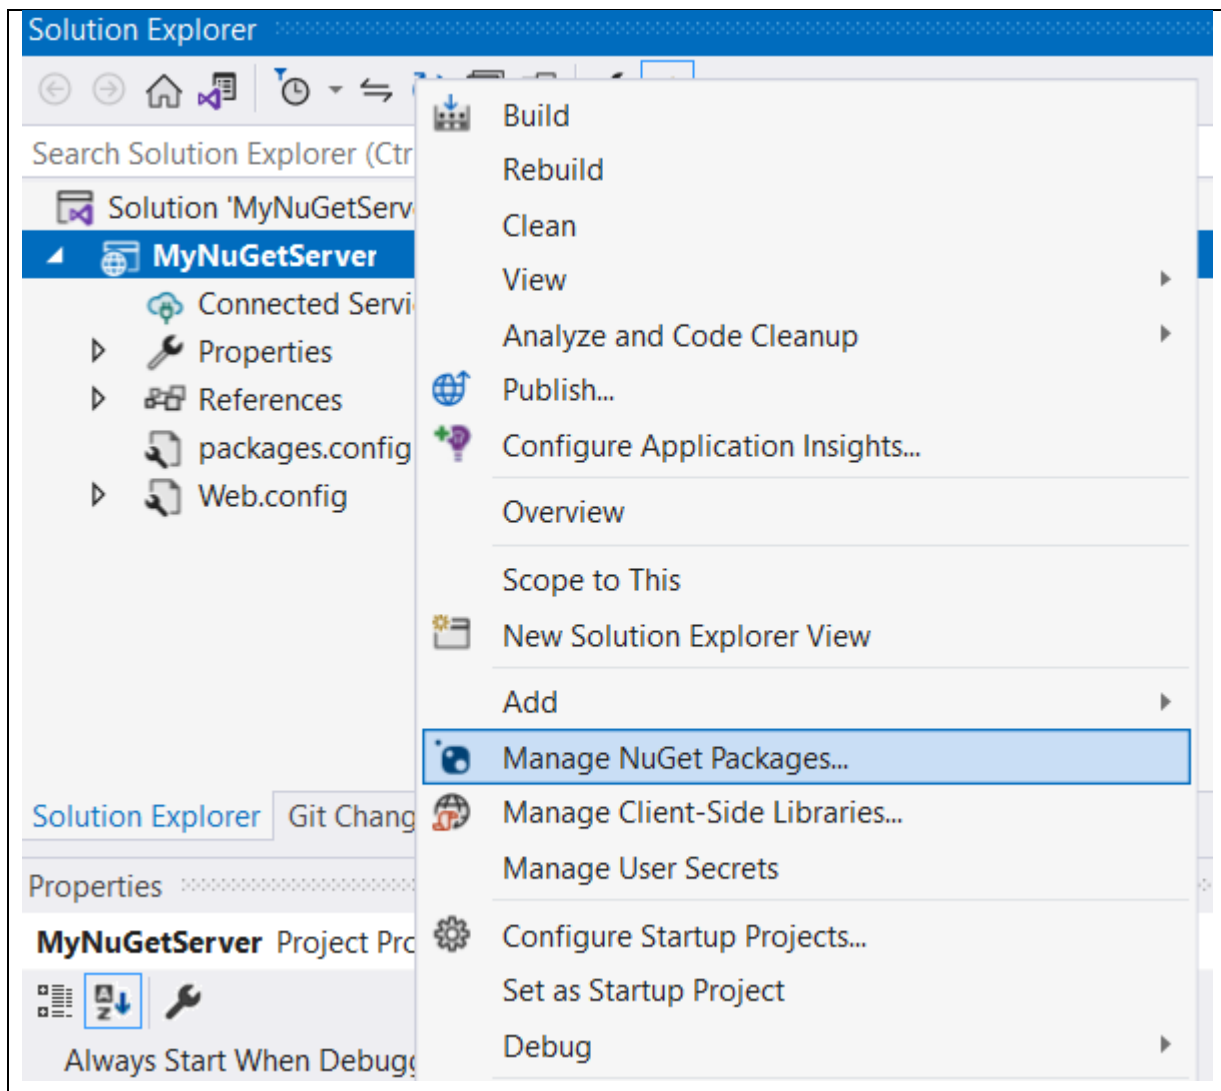 Solution Explorer
Search Solution Explorer (Ctr
Solution 'MyNuGetServ
MyNuGetServer
Connected Servi
Properties
References
packages.config
Web.config
Build
Rebuild
Clean
View
Analyze and Code Cleanup
Publish...
Configure Application Insights...
Overview
Scope to This
New Solution Explorer View
Add
Manage NuGet Packages...
Manage Client-Side Libraries...
Manage User Secrets
Configure Startup Projects...
Set as Startup Project
Debug
Solution Explorer Git Chang
Properties
MyNuGetServer Project Pro
Always Start When Debugg